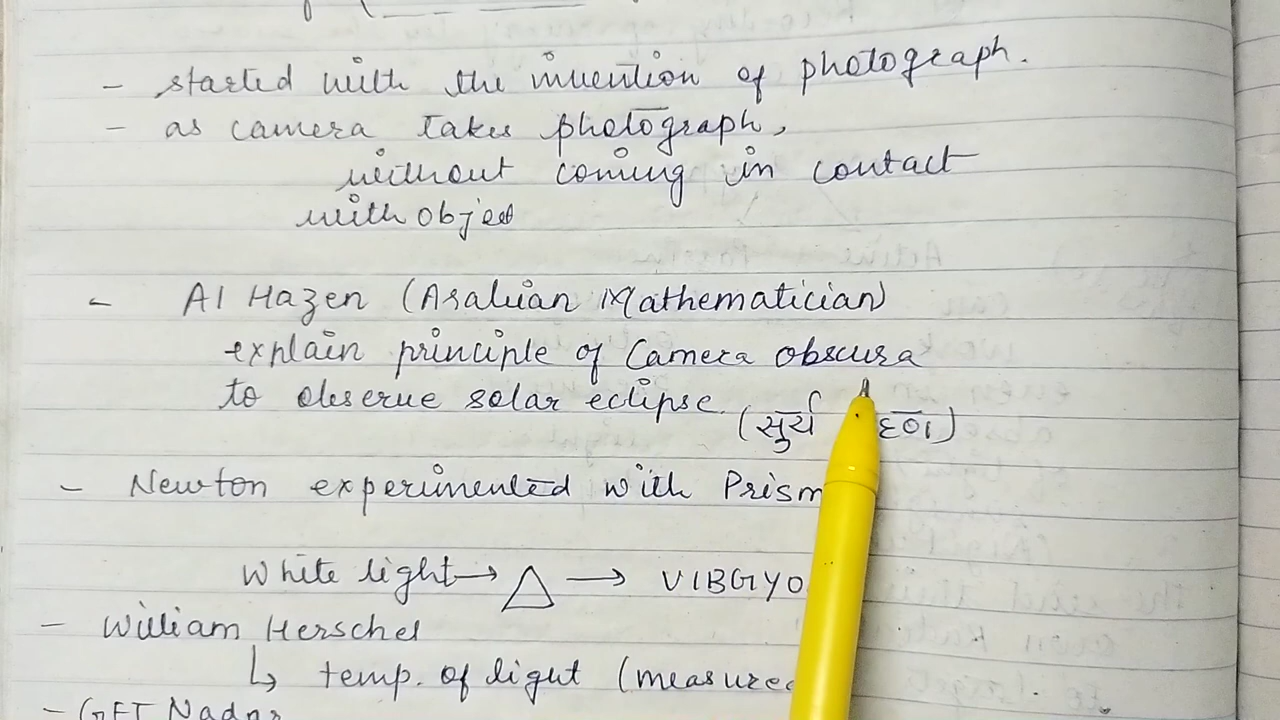 - started with the invention of photograph.
- as camera takes photograph,
without coming in contact
with object
- Al Hazen (Arabian Mathematician)
explain principle of Camera obscura
to observe solar eclipse. (सुर्य
- Newton experimented with Prism
White light → △ → VIBGYO
- William Herschel
↳ temp. of light (measured